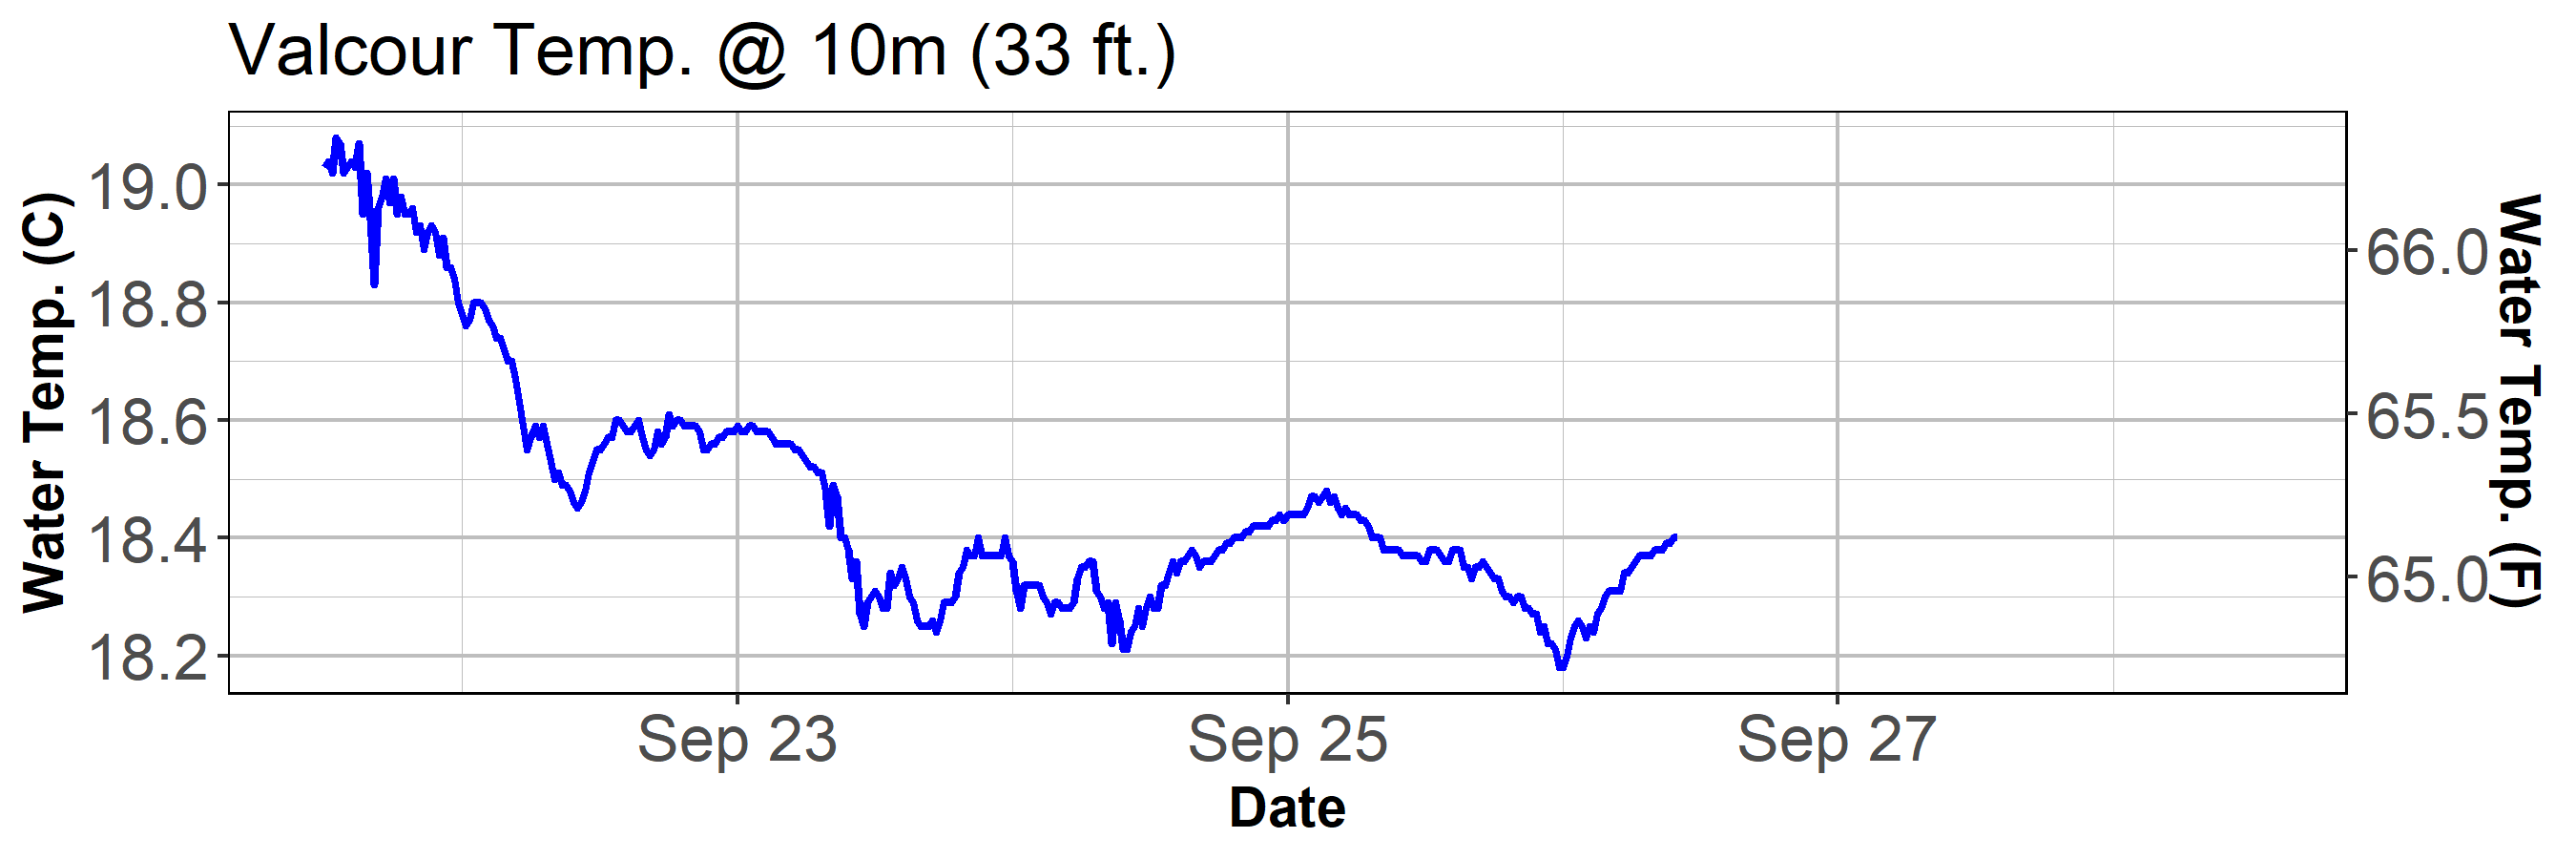 Valcour Temp. @ 10m (33 ft.)
Water Temp. (C)
19.0
18.8
18.6
18.4
18.2
66.0
65.5
65.0
Water Temp. (F)
Sep 23
Sep 25
Sep 27
Date